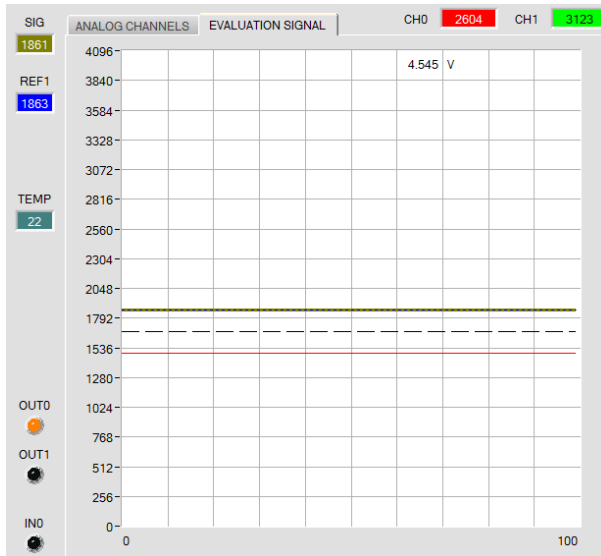 SIG
1861
REF1
1863
TEMP
22
OUT0
OUT1
IN0
ANALOG CHANNELS
EVALUATION SIGNAL
CH0 2604 CH1 3123
4.545 V
4096
3840
3584
3328
3072
2816
2560
2304
2048
1792
1536
1280
1024
768
512
256
0
0 100